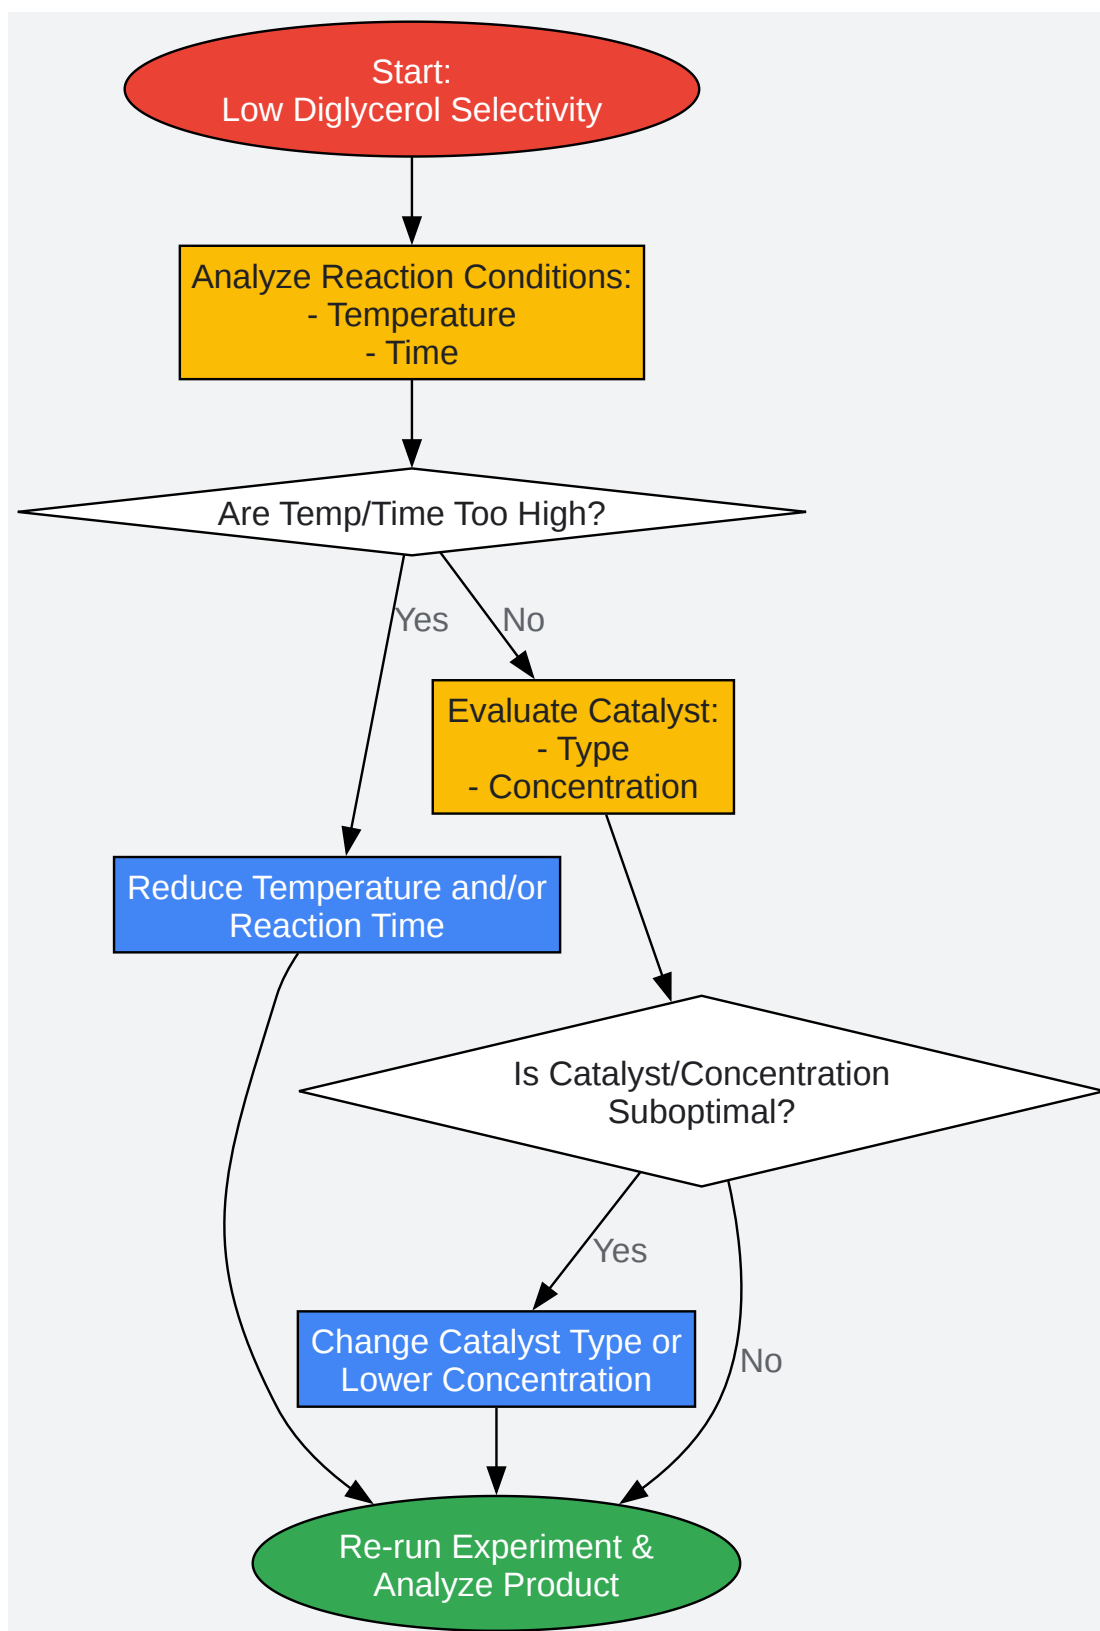 Start:
Low Diglycerol Selectivity
Analyze Reaction Conditions:
- Temperature
- Time
Are Temp/Time Too High?
Yes
No
Evaluate Catalyst:
- Type
- Concentration
Reduce Temperature and/or
Reaction Time
Is Catalyst/Concentration
Suboptimal?
Yes
Change Catalyst Type or
Lower Concentration
No
Re-run Experiment &
Analyze Product